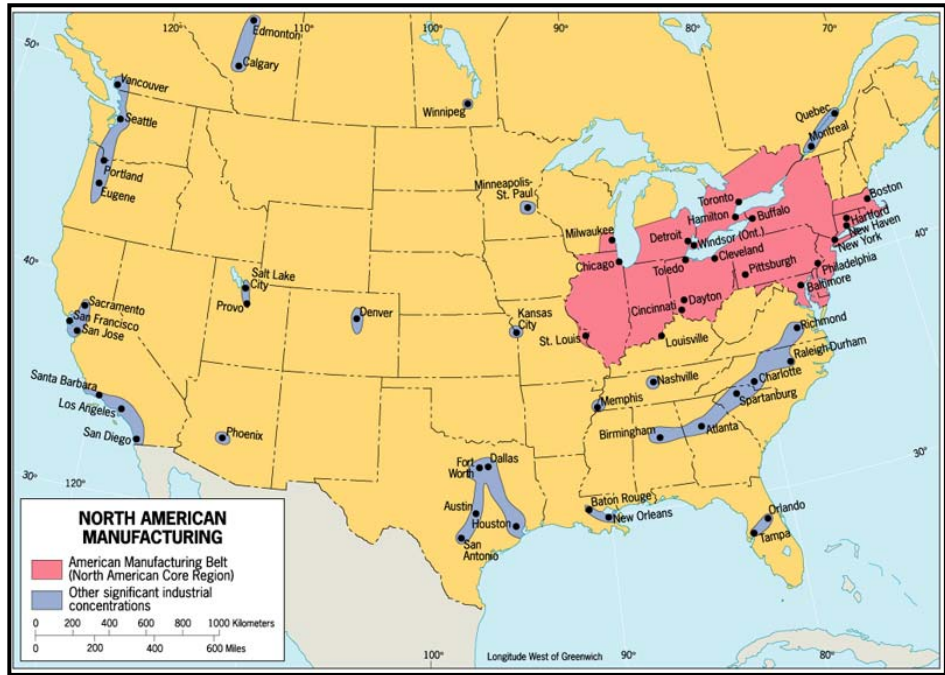 120°
110°
90°
80°
70°
50°
Edmonton
Calgary
Vancouver
Winnipeg
Quebec
Montreal
Seattle
Portland
Eugene
Minneapolis-
St. Paul
Boston
Toronto
Hamilton
Buffalo
Hartford
New Haven
New York
Milwaukee
Detroit
Windsor (Ont.)
Cleveland
40°
Chicago
Toledo
Pittsburgh
Philadelphia
Baltimore
40°
Salt Lake
City
Provo
Sacramento
San Francisco
San Jose
Denver
Kansas
City
Cincinnati
Dayton
St. Louis
Louisville
Richmond
Raleigh-Durham
Nashville
Charlotte
Santa Barbara
Los Angeles
San Diego
Memphis
Spartanburg
Phoenix
Birmingham
Atlanta
30°
Fort
Worth
Dallas
30°
120°
Austin
Houston
San
Antonio
Baton Rouge
New Orleans
Orlando
Tampa
NORTH AMERICAN
MANUFACTURING
American Manufacturing Belt
(North American Core Region)
Other significant industrial
concentrations
0 200 400 600 800 1000 Kilometers
0 200 400 600 Miles
100°
Longitude West of Greenwich
90°
80°